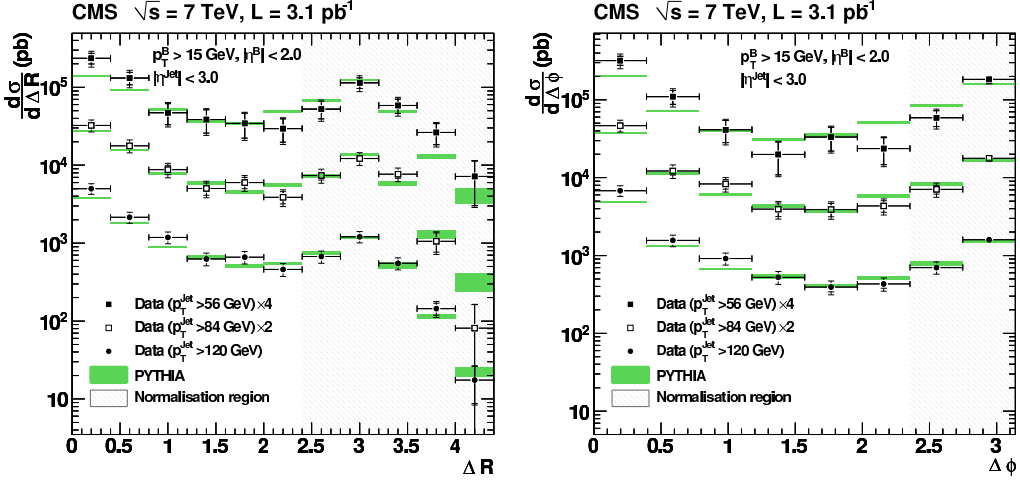 CMS √s = 7 TeV, L = 3.1 pb⁻¹
dσ/dΔR (pb)
p_T^B > 15 GeV, |η^B| < 2.0
|η^Jet| < 3.0
10⁵
10⁴
10³
10²
10
Data (p_T^Jet >56 GeV) ×4
Data (p_T^Jet >84 GeV) ×2
Data (p_T^Jet >120 GeV)
PYTHIA
Normalisation region
0 0.5 1 1.5 2 2.5 3 3.5 4
Δ R
CMS √s = 7 TeV, L = 3.1 pb⁻¹
dσ/dΔϕ (pb)
p_T^B > 15 GeV, |η^B| < 2.0
|η^Jet| < 3.0
10⁵
10⁴
10³
10²
10
Data (p_T^Jet >56 GeV) ×4
Data (p_T^Jet >84 GeV) ×2
Data (p_T^Jet >120 GeV)
PYTHIA
Normalisation region
0 0.5 1 1.5 2 2.5 3
Δ ϕ